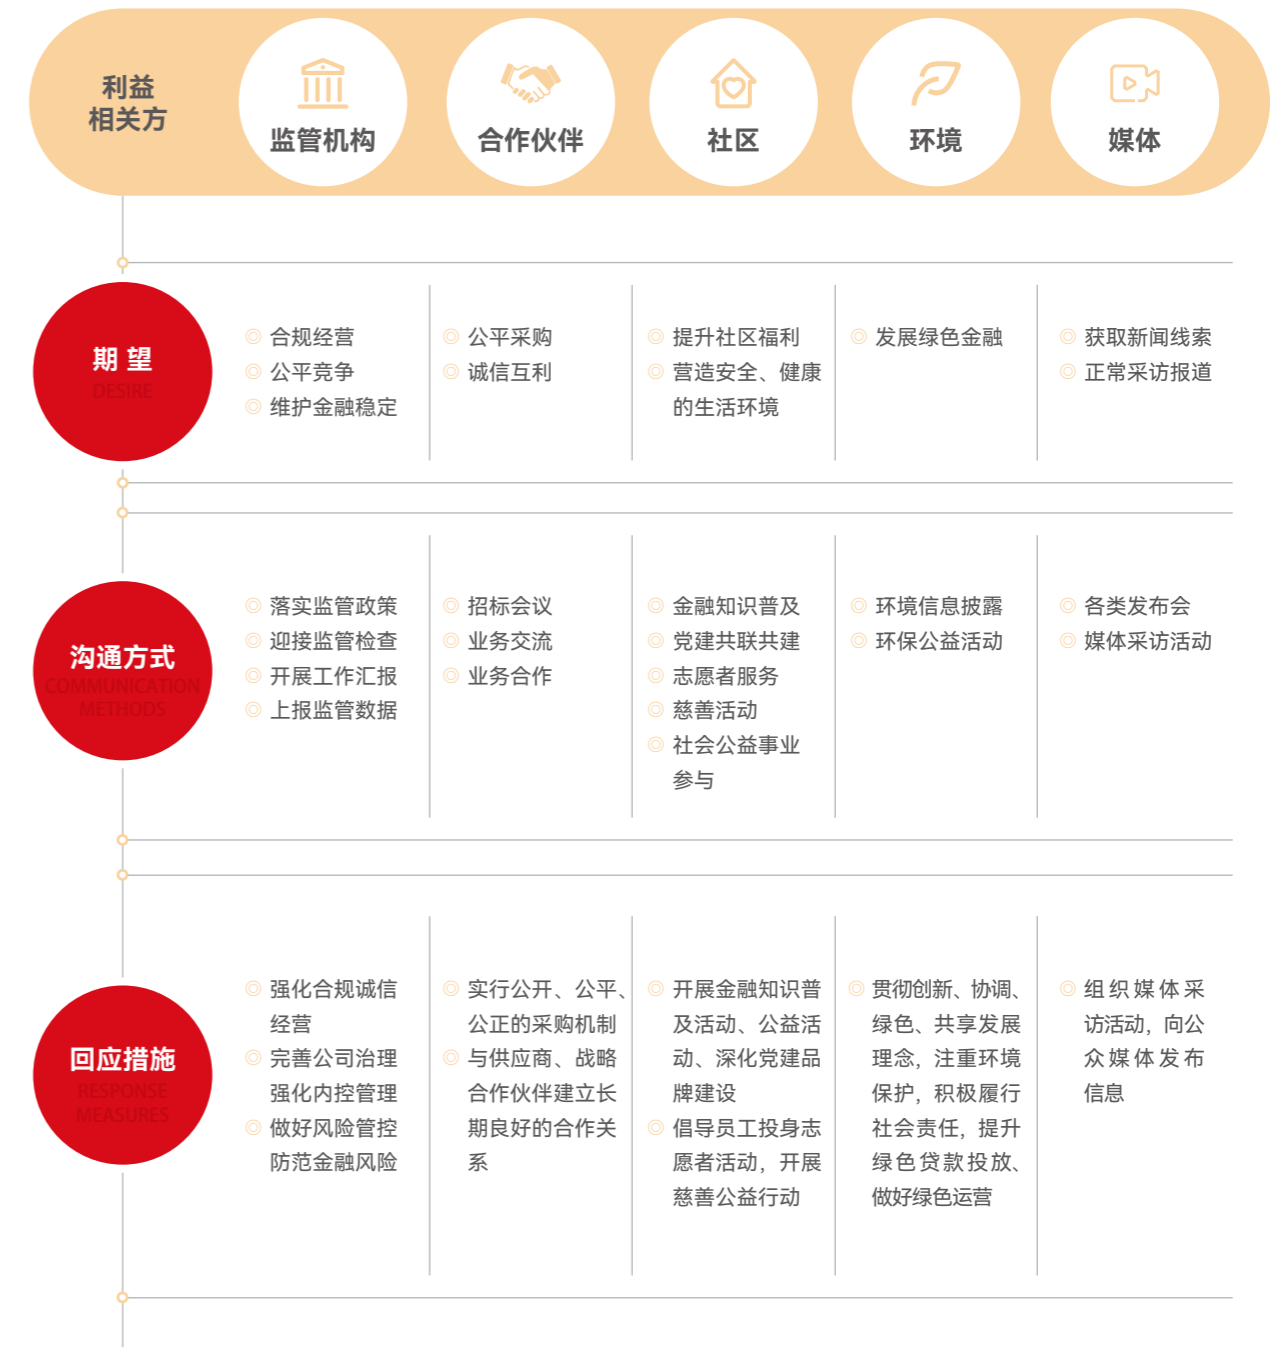 利益
相关方
监管机构
合作伙伴
社区
环境
媒体
期 望
DESIRE
合规经营
公平竞争
维护金融稳定
公平采购
诚信互利
提升社区福利
营造安全、健康
的生活环境
发展绿色金融
获取新闻线索
正常采访报道
沟通方式
COMMUNICATION
METHODS
落实监管政策
迎接监管检查
开展工作汇报
上报监管数据
招标会议
业务交流
业务合作
金融知识普及
党建共联共建
志愿者服务
慈善活动
社会公益事业
参与
环境信息披露
环保公益活动
各类发布会
媒体采访活动
回应措施
RESPONSE
MEASURES
强化合规诚信
经营
完善公司治理
强化内控管理
做好风险管控
防范金融风险
实行公开、公平、
公正的采购机制
与供应商、战略
合作伙伴建立长
期良好的合作关
系
开展金融知识普
及活动、公益活
动、深化党建品
牌建设
倡导员工投身志
愿者活动，开展
慈善公益行动
贯彻创新、协调、
绿色、共享发展
理念，注重环境
保护，积极履行
社会责任，提升
绿色贷款投放、
做好绿色运营
组织媒体采
访活动，向公
众媒体发布
信息